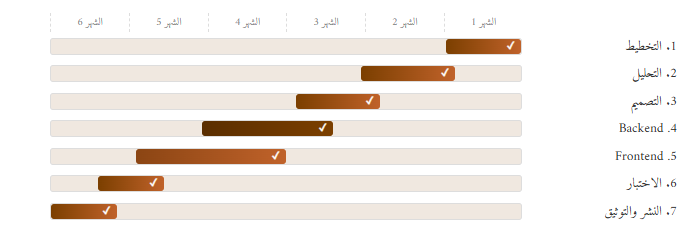 الشهر 1 الشهر 2 الشهر 3 الشهر 4 الشهر 5 الشهر 6
1. التخطيط
2. التحليل
3. التصميم
4. Backend
5. Frontend
6. الاختبار
7. النشر والتوثيق